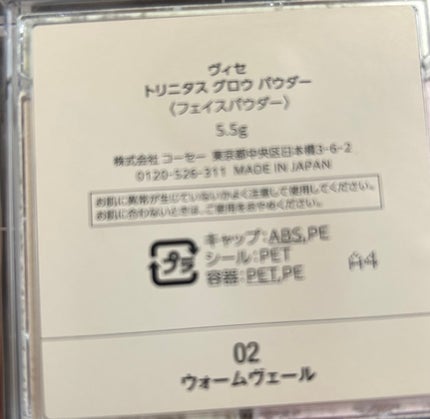 ヴィセ
トリニタス グロウ パウダー
〈フェイスパウダー〉
5.5g
株式会社 コーセー 東京都中央区日本橋3-6-2
0120-526-311 MADE IN JAPAN
お肌に異常が生じていないかよく注意して使用してください。
お肌に合わないときは、ご使用をおやめください。
プラ
キャップ:ABS,PE
シール:PET
容器:PET,PE
02
ウォームヴェール